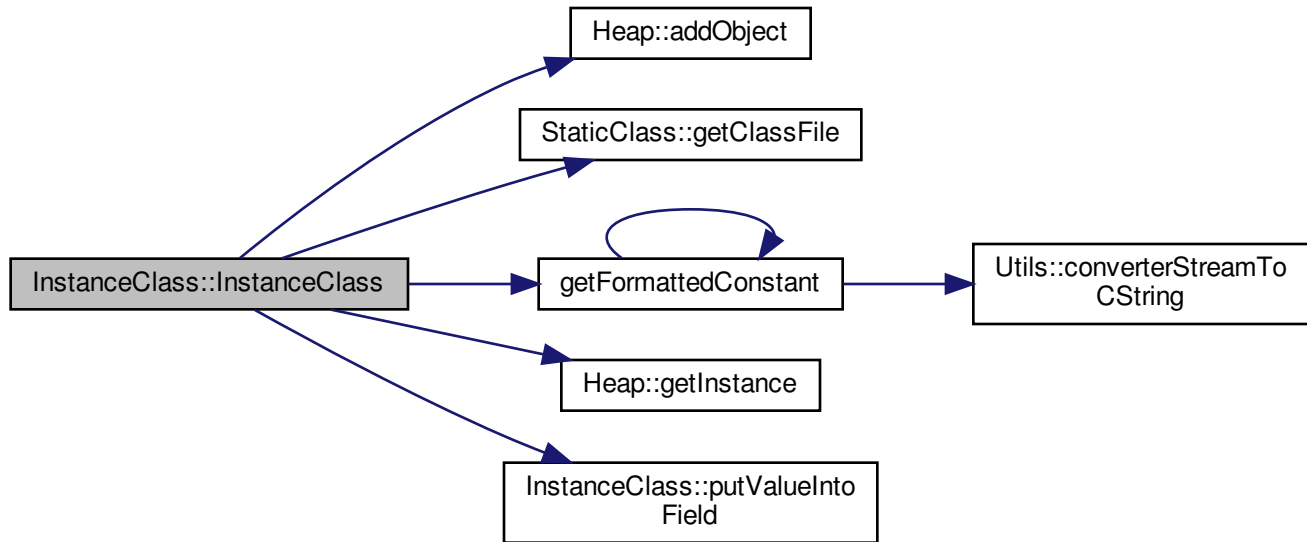 Heap::addObject
StaticClass::getClassFile
InstanceClass::InstanceClass
getFormattedConstant
Utils::converterStreamTo
CString
Heap::getInstance
InstanceClass::putValueInto
Field